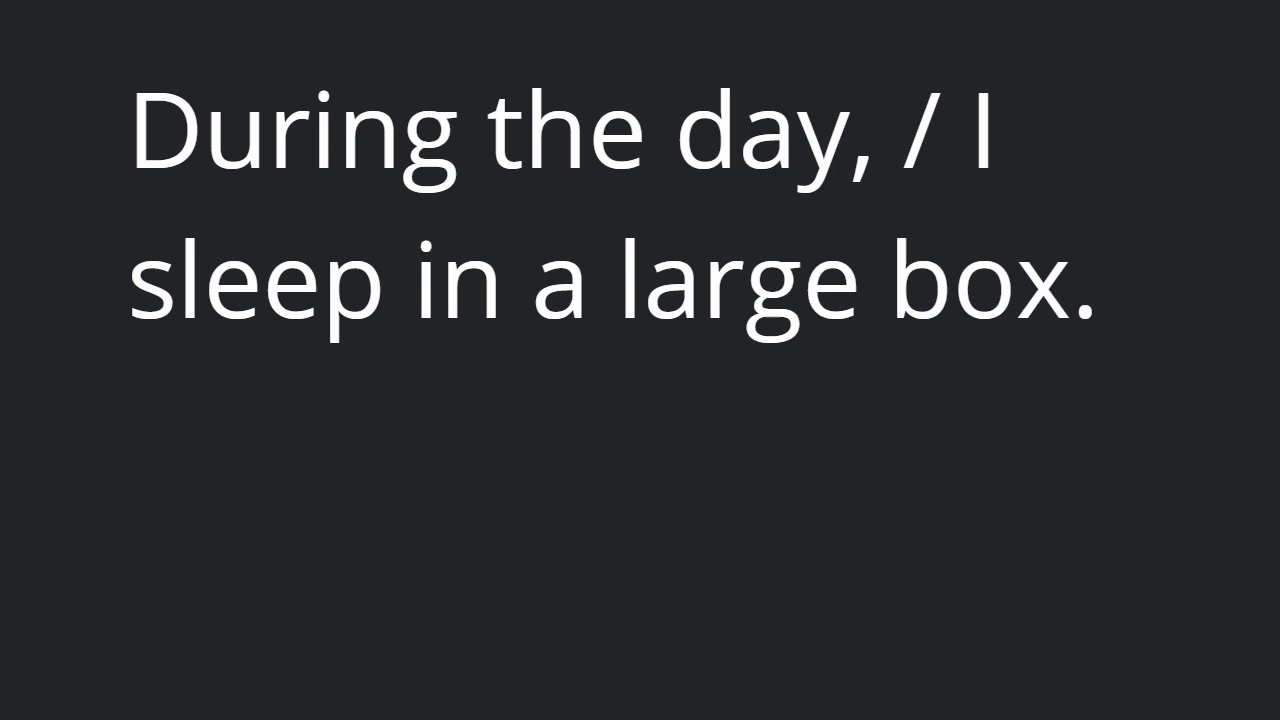 During the day, / I
sleep in a large box.